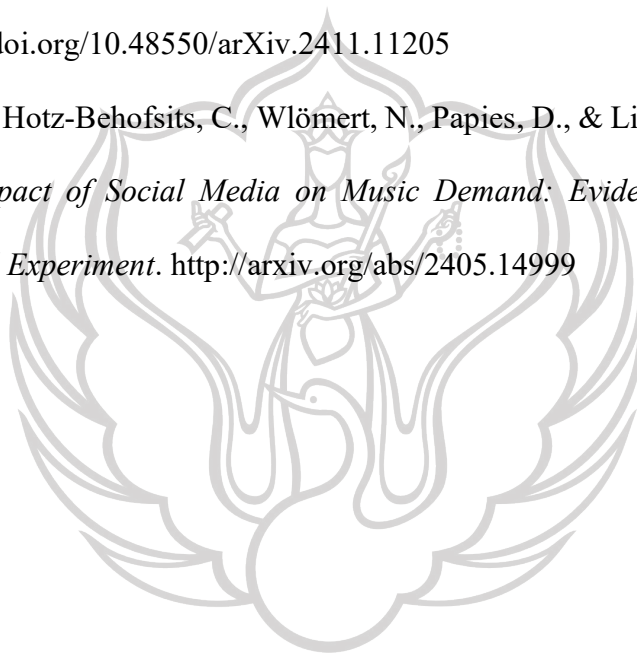 doi.org/10.48550/arXiv.2411.11205
Hotz-Behofsits, C., Wlömert, N., Papies, D., & Li
pact of Social Media on Music Demand: Evide
Experiment. http://arxiv.org/abs/2405.14999